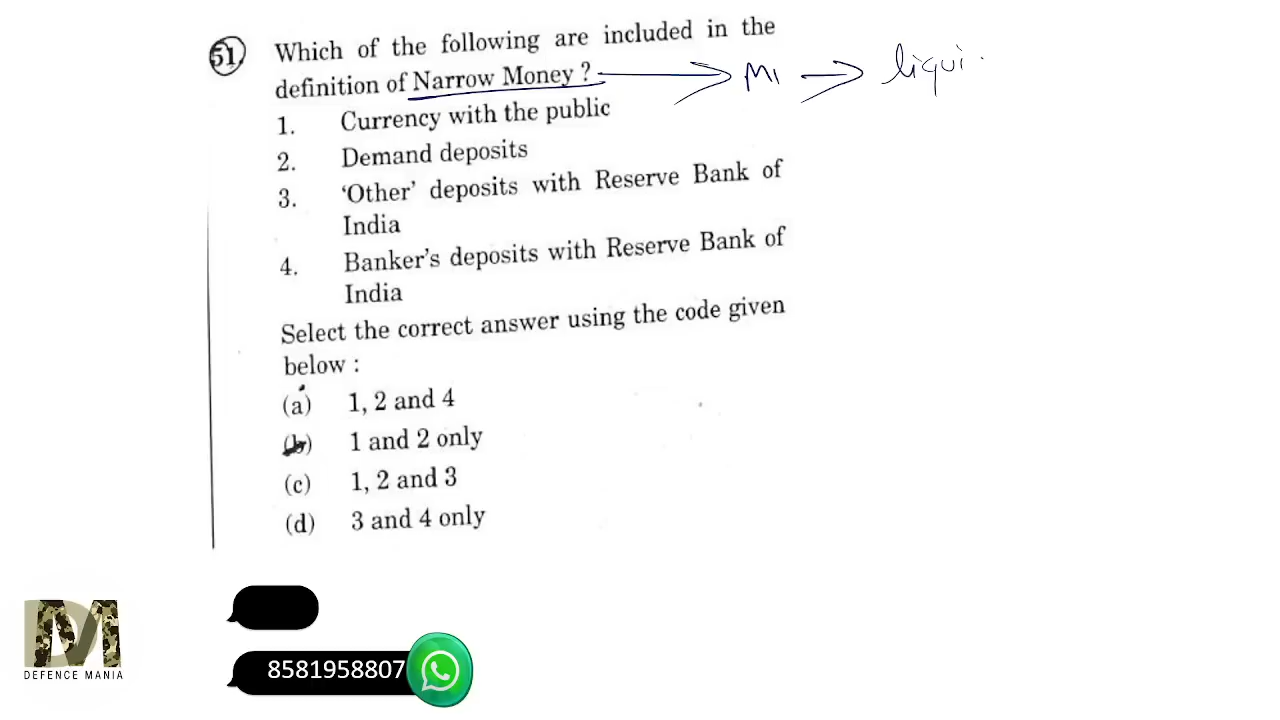 51. Which of the following are included in the
definition of Narrow Money ? → M1 → liqui
1. Currency with the public
2. Demand deposits
3. ‘Other’ deposits with Reserve Bank of
India
4. Banker's deposits with Reserve Bank of
India
Select the correct answer using the code given
below :
(a) 1, 2 and 4
(b) 1 and 2 only
(c) 1, 2 and 3
(d) 3 and 4 only
DM
DEFENCE MANIA
8581958807